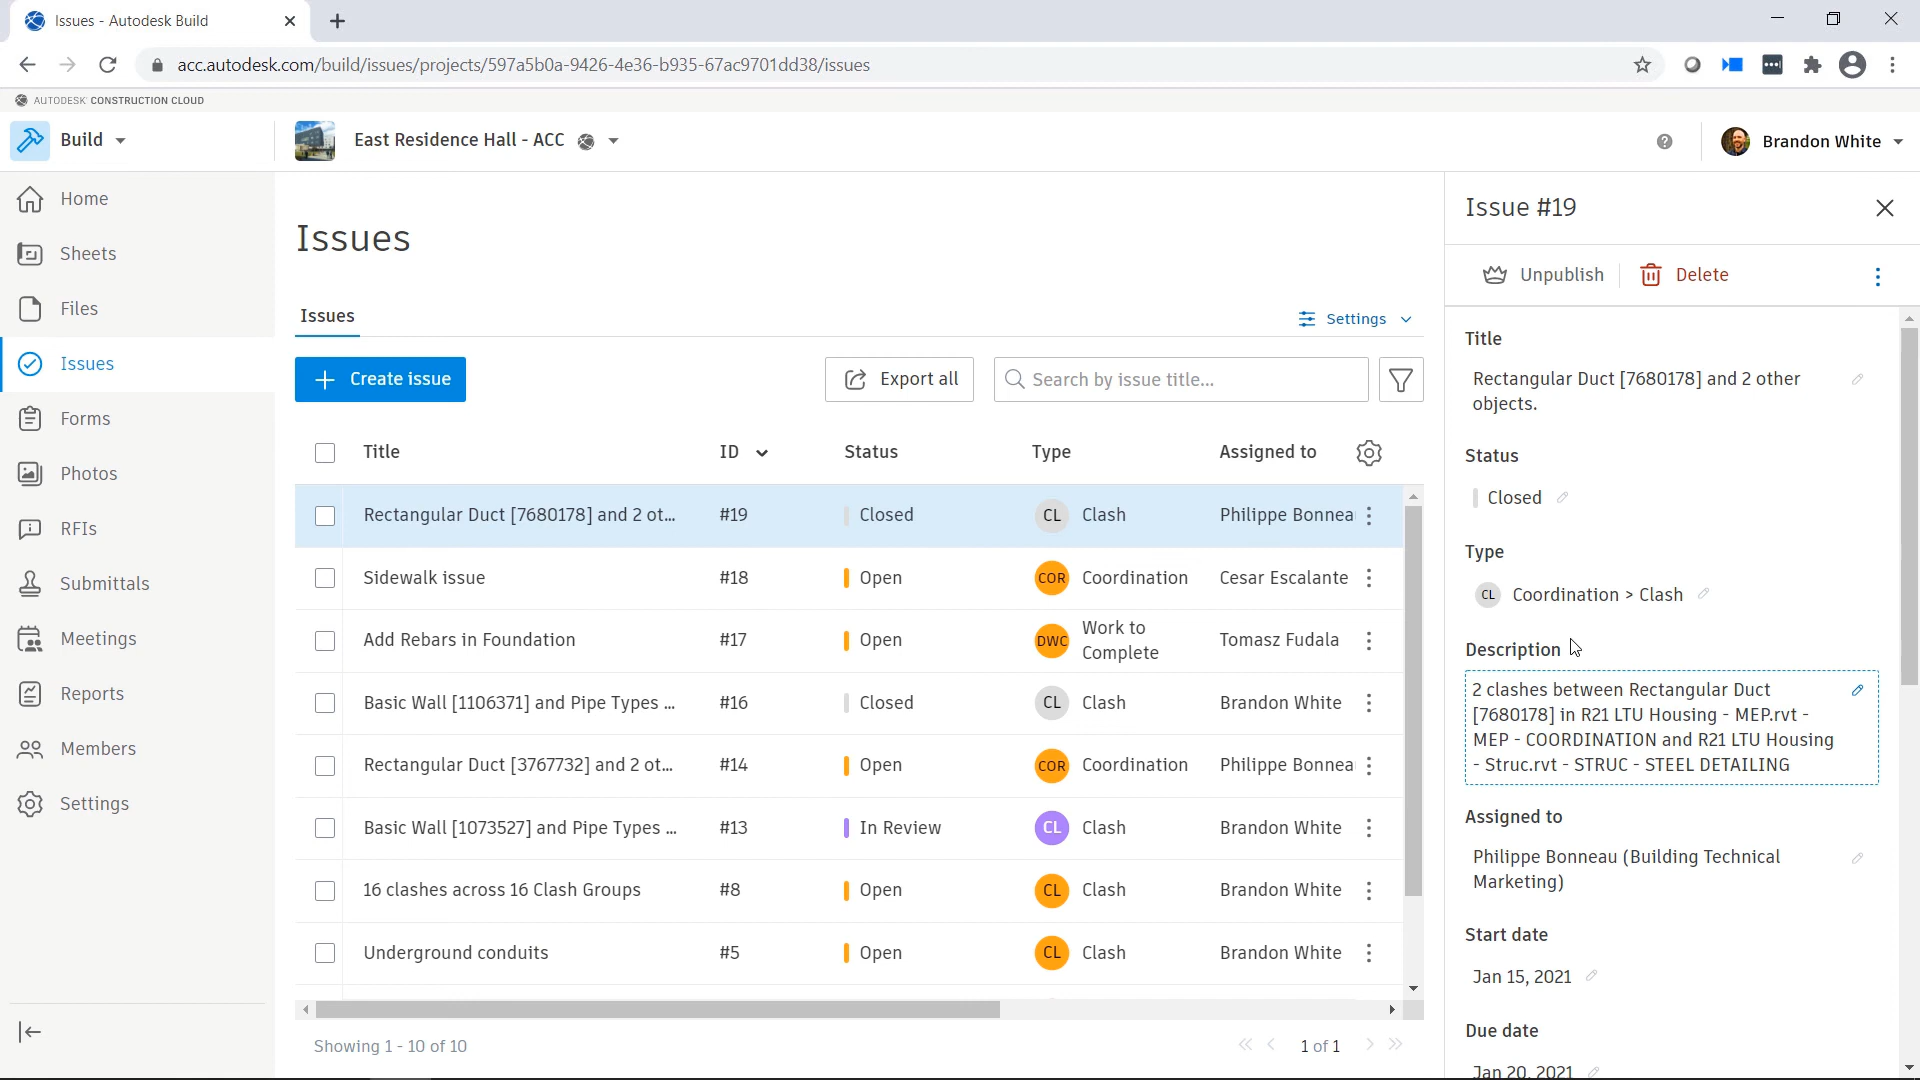 Issues - Autodesk Build
acc.autodesk.com/build/issues/projects/597a5b0a-9426-4e36-b935-67ac9701dd38/issues
AUTODESK CONSTRUCTION CLOUD
Build
East Residence Hall - ACC
Brandon White
Home
Sheets
Files
Issues
Forms
Photos
RFIs
Submittals
Meetings
Reports
Members
Settings
Issues
Issues
Settings
Create issue
Export all
Search by issue title...
Title ID Status Type Assigned to
Rectangular Duct [7680178] and 2 ot... #19 Closed CL Clash Philippe Bonnea
Sidewalk issue #18 Open COR Coordination Cesar Escalante
Add Rebars in Foundation #17 Open DWC Work to Complete Tomasz Fudala
Basic Wall [1106371] and Pipe Types ... #16 Closed CL Clash Brandon White
Rectangular Duct [3767732] and 2 ot... #14 Open COR Coordination Philippe Bonnea
Basic Wall [1073527] and Pipe Types ... #13 In Review CL Clash Brandon White
16 clashes across 16 Clash Groups #8 Open CL Clash Brandon White
Underground conduits #5 Open CL Clash Brandon White
Showing 1 - 10 of 10
1 of 1
Issue #19
Unpublish
Delete
Title
Rectangular Duct [7680178] and 2 other
objects.
Status
Closed
Type
CL Coordination > Clash
Description
2 clashes between Rectangular Duct
[7680178] in R21 LTU Housing - MEP.rvt -
MEP - COORDINATION and R21 LTU Housing
- Struc.rvt - STRUC - STEEL DETAILING
Assigned to
Philippe Bonneau (Building Technical
Marketing)
Start date
Jan 15, 2021
Due date
Jan 20, 2021